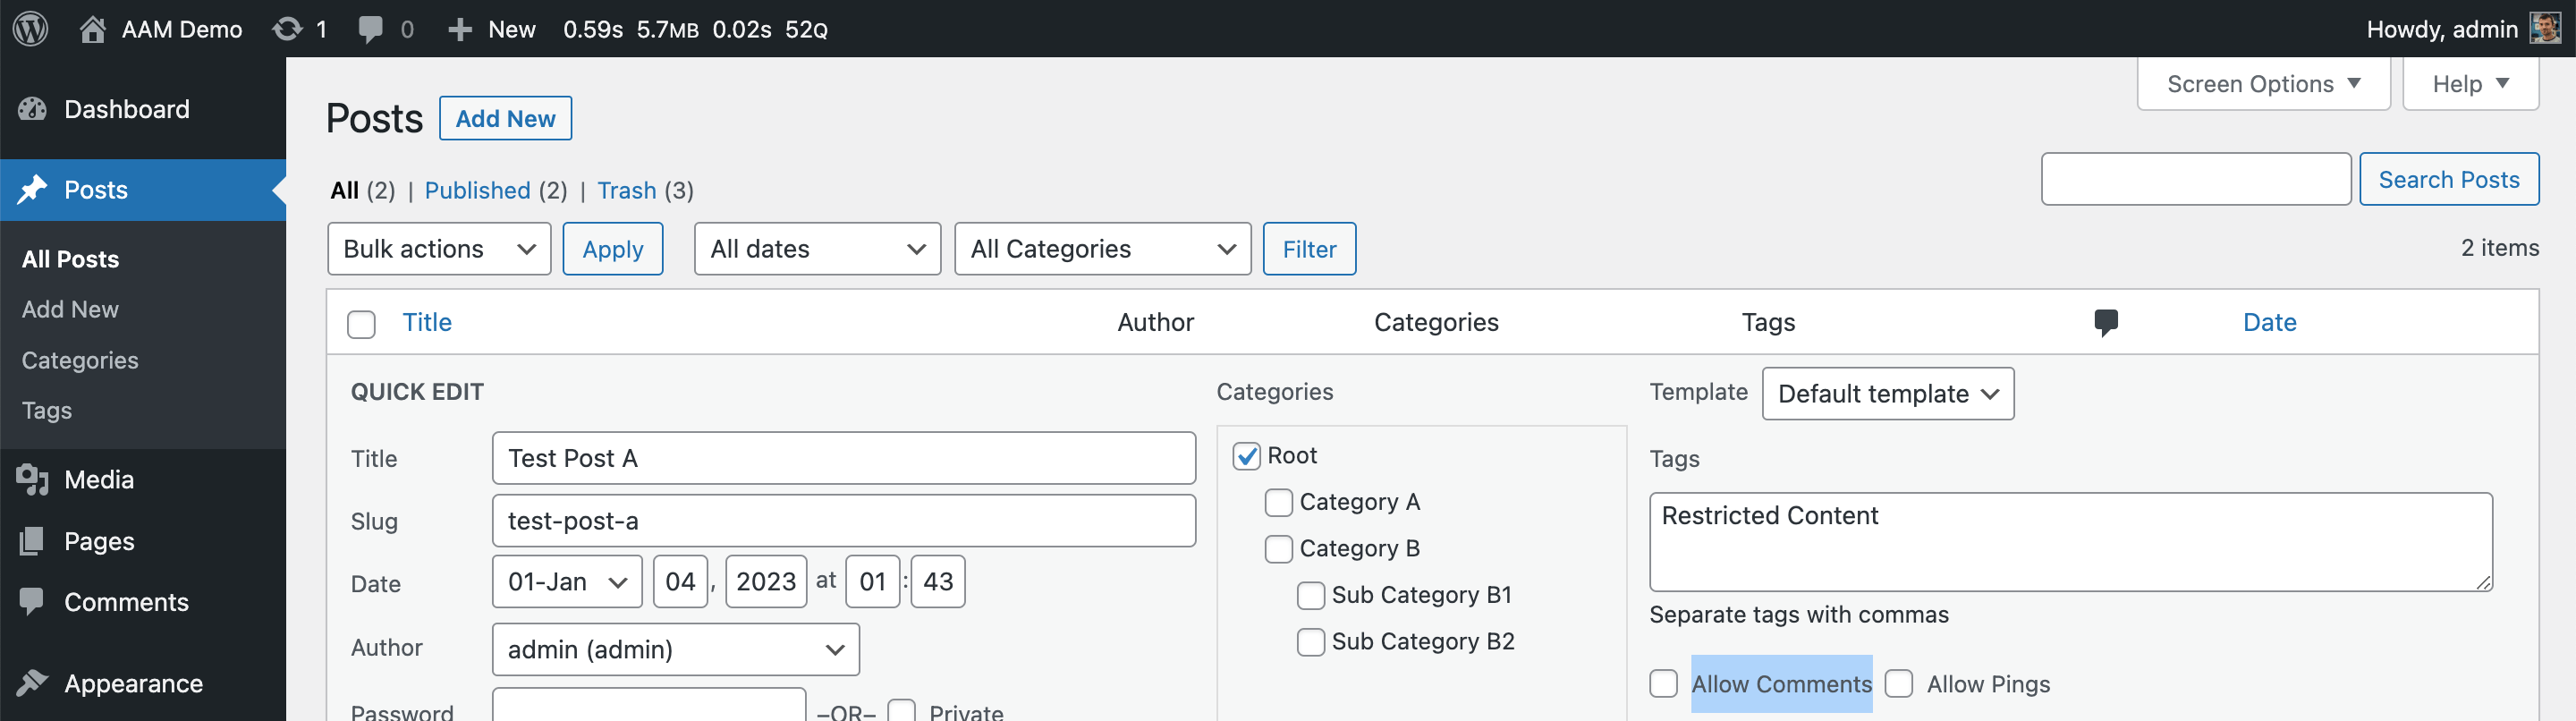 AAM Demo 1 0 New 0.59s 5.7MB 0.02s 52Q Howdy, admin
Dashboard
Posts
All Posts
Add New
Categories
Tags
Media
Pages
Comments
Appearance
Screen Options Help
Posts Add New
All (2) | Published (2) | Trash (3)
Search Posts
Bulk actions Apply All dates All Categories Filter 2 items
Title Author Categories Tags Date
QUICK EDIT
Title Test Post A
Slug test-post-a
Date 01-Jan 04, 2023 at 01:43
Author admin (admin)
Password –OR– Private
Categories
Root
Category A
Category B
Sub Category B1
Sub Category B2
Template Default template
Tags
Restricted Content
Separate tags with commas
Allow Comments Allow Pings